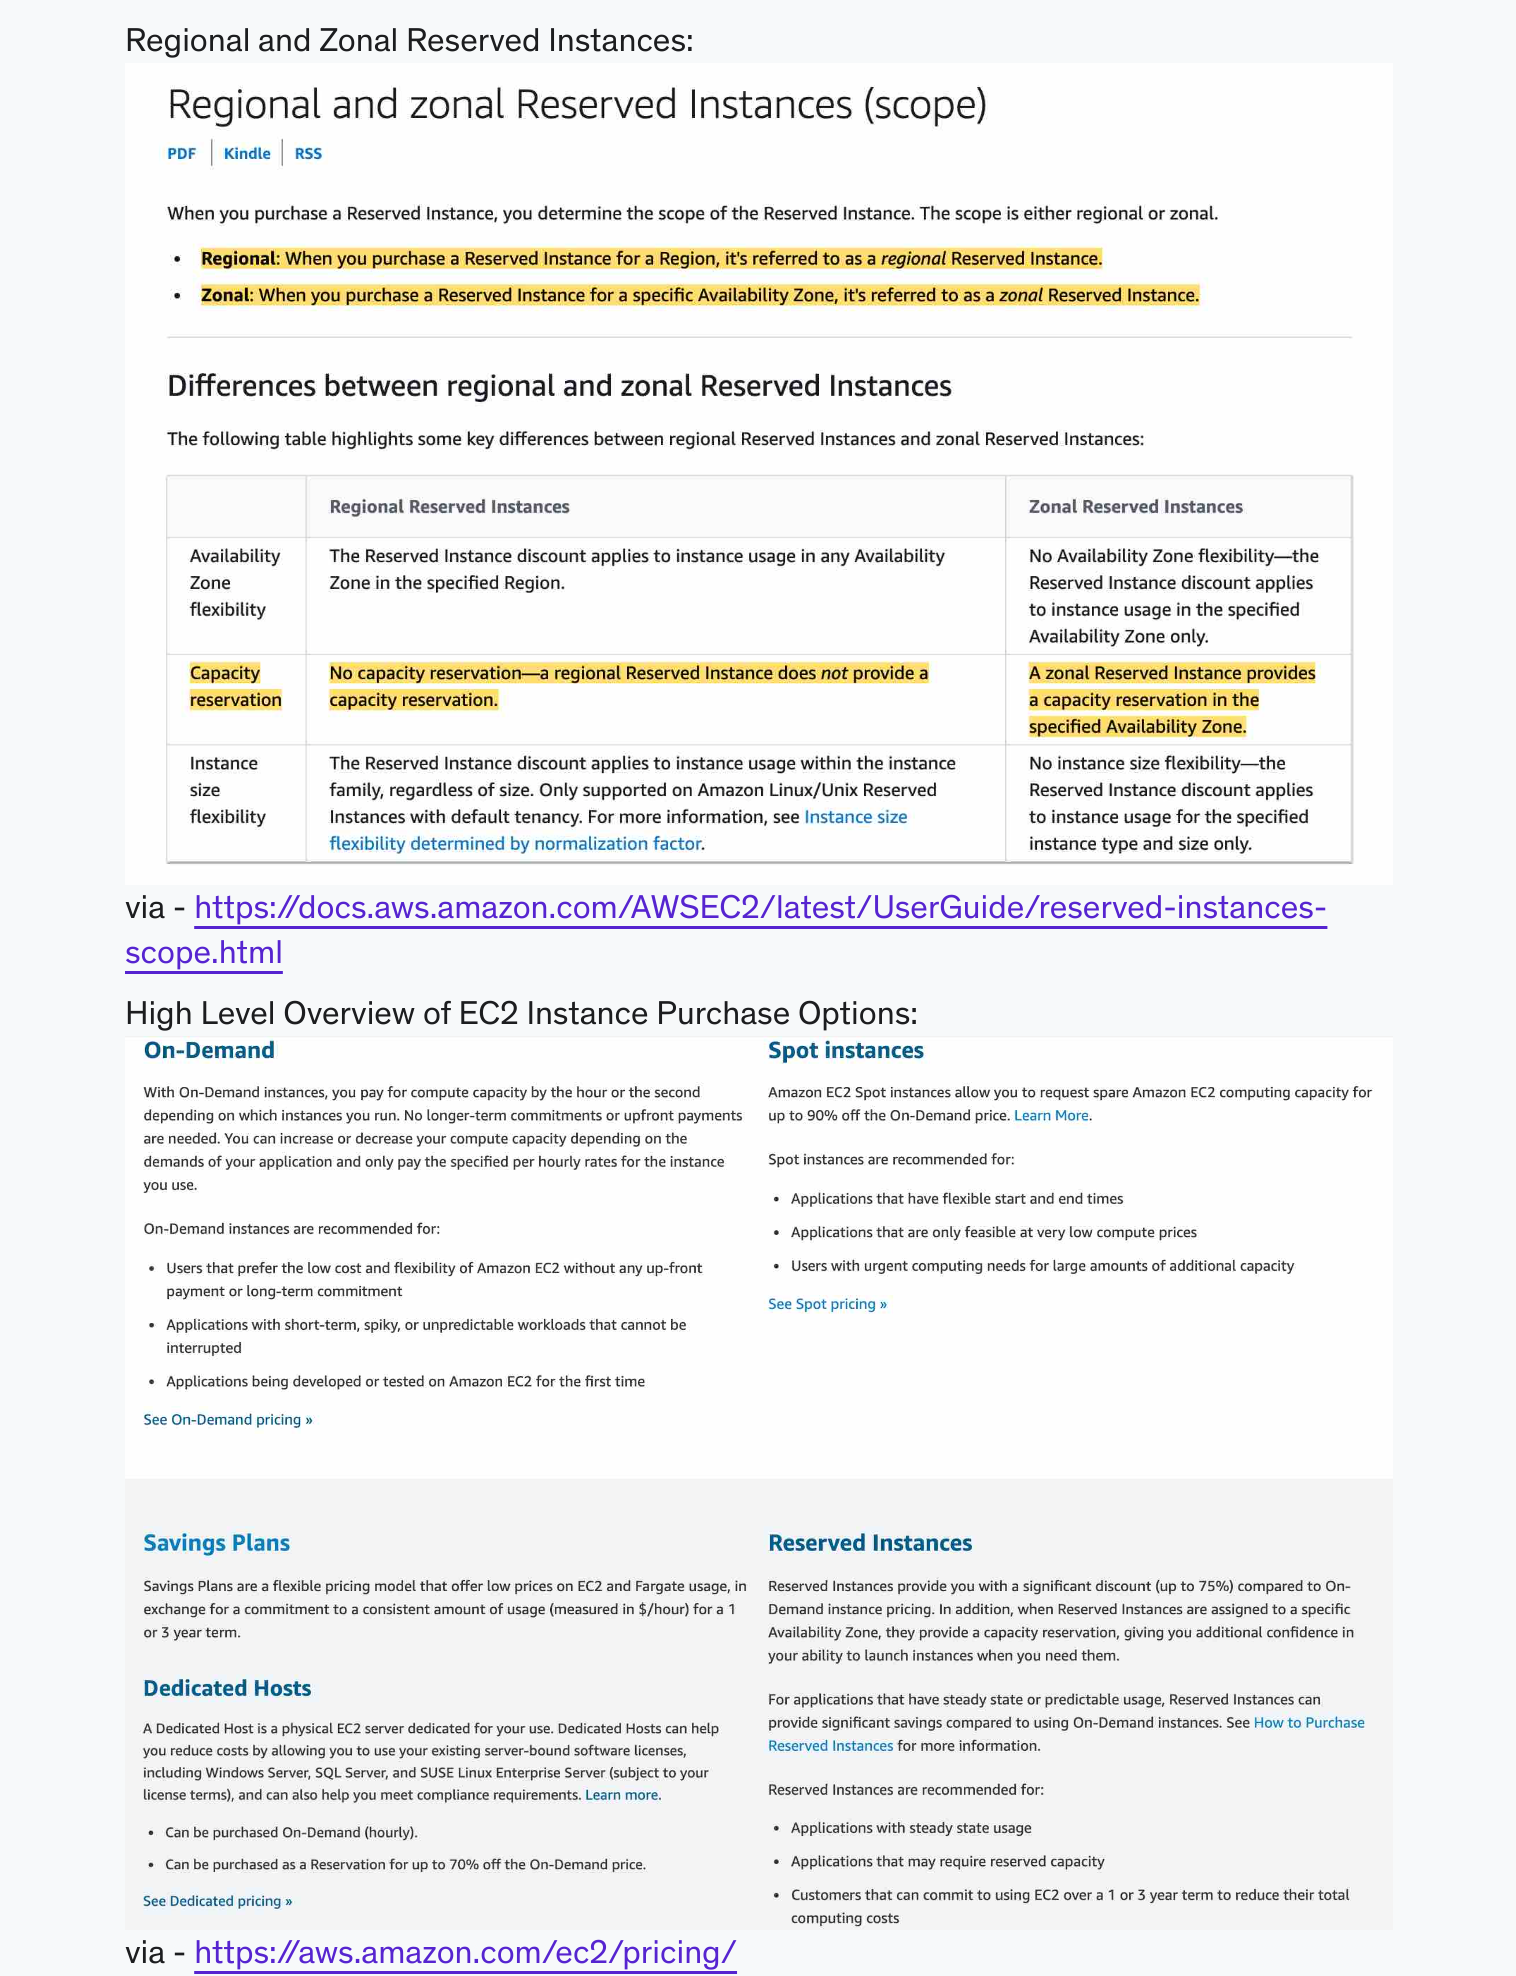 Regional and Zonal Reserved Instances:
Regional and zonal Reserved Instances (scope)
PDF | Kindle | RSS
When you purchase a Reserved Instance, you determine the scope of the Reserved Instance. The scope is either regional or zonal.
• Regional: When you purchase a Reserved Instance for a Region, it's referred to as a regional Reserved Instance.
• Zonal: When you purchase a Reserved Instance for a specific Availability Zone, it's referred to as a zonal Reserved Instance.
Differences between regional and zonal Reserved Instances
The following table highlights some key differences between regional Reserved Instances and zonal Reserved Instances:
Regional Reserved Instances
Zonal Reserved Instances
Availability
Zone
flexibility
The Reserved Instance discount applies to instance usage in any Availability
Zone in the specified Region.
No Availability Zone flexibility—the
Reserved Instance discount applies
to instance usage in the specified
Availability Zone only.
Capacity
reservation
No capacity reservation—a regional Reserved Instance does not provide a
capacity reservation.
A zonal Reserved Instance provides
a capacity reservation in the
specified Availability Zone.
Instance
size
flexibility
The Reserved Instance discount applies to instance usage within the instance
family, regardless of size. Only supported on Amazon Linux/Unix Reserved
Instances with default tenancy. For more information, see Instance size
flexibility determined by normalization factor.
No instance size flexibility—the
Reserved Instance discount applies
to instance usage for the specified
instance type and size only.
via - https://docs.aws.amazon.com/AWSEC2/latest/UserGuide/reserved-instances-
scope.html
High Level Overview of EC2 Instance Purchase Options:
On-Demand
With On-Demand instances, you pay for compute capacity by the hour or the second
depending on which instances you run. No longer-term commitments or upfront payments
are needed. You can increase or decrease your compute capacity depending on the
demands of your application and only pay the specified per hourly rates for the instance
you use.
On-Demand instances are recommended for:
• Users that prefer the low cost and flexibility of Amazon EC2 without any up-front
payment or long-term commitment
• Applications with short-term, spiky, or unpredictable workloads that cannot be
interrupted
• Applications being developed or tested on Amazon EC2 for the first time
See On-Demand pricing »
Spot instances
Amazon EC2 Spot instances allow you to request spare Amazon EC2 computing capacity for
up to 90% off the On-Demand price. Learn More.
Spot instances are recommended for:
• Applications that have flexible start and end times
• Applications that are only feasible at very low compute prices
• Users with urgent computing needs for large amounts of additional capacity
See Spot pricing »
Savings Plans
Savings Plans are a flexible pricing model that offer low prices on EC2 and Fargate usage, in
exchange for a commitment to a consistent amount of usage (measured in $/hour) for a 1
or 3 year term.
Dedicated Hosts
A Dedicated Host is a physical EC2 server dedicated for your use. Dedicated Hosts can help
you reduce costs by allowing you to use your existing server-bound software licenses,
including Windows Server, SQL Server, and SUSE Linux Enterprise Server (subject to your
license terms), and can also help you meet compliance requirements. Learn more.
• Can be purchased On-Demand (hourly).
• Can be purchased as a Reservation for up to 70% off the On-Demand price.
See Dedicated pricing »
Reserved Instances
Reserved Instances provide you with a significant discount (up to 75%) compared to On-
Demand instance pricing. In addition, when Reserved Instances are assigned to a specific
Availability Zone, they provide a capacity reservation, giving you additional confidence in
your ability to launch instances when you need them.
For applications that have steady state or predictable usage, Reserved Instances can
provide significant savings compared to using On-Demand instances. See How to Purchase
Reserved Instances for more information.
Reserved Instances are recommended for:
• Applications with steady state usage
• Applications that may require reserved capacity
• Customers that can commit to using EC2 over a 1 or 3 year term to reduce their total
computing costs
via - https://aws.amazon.com/ec2/pricing/